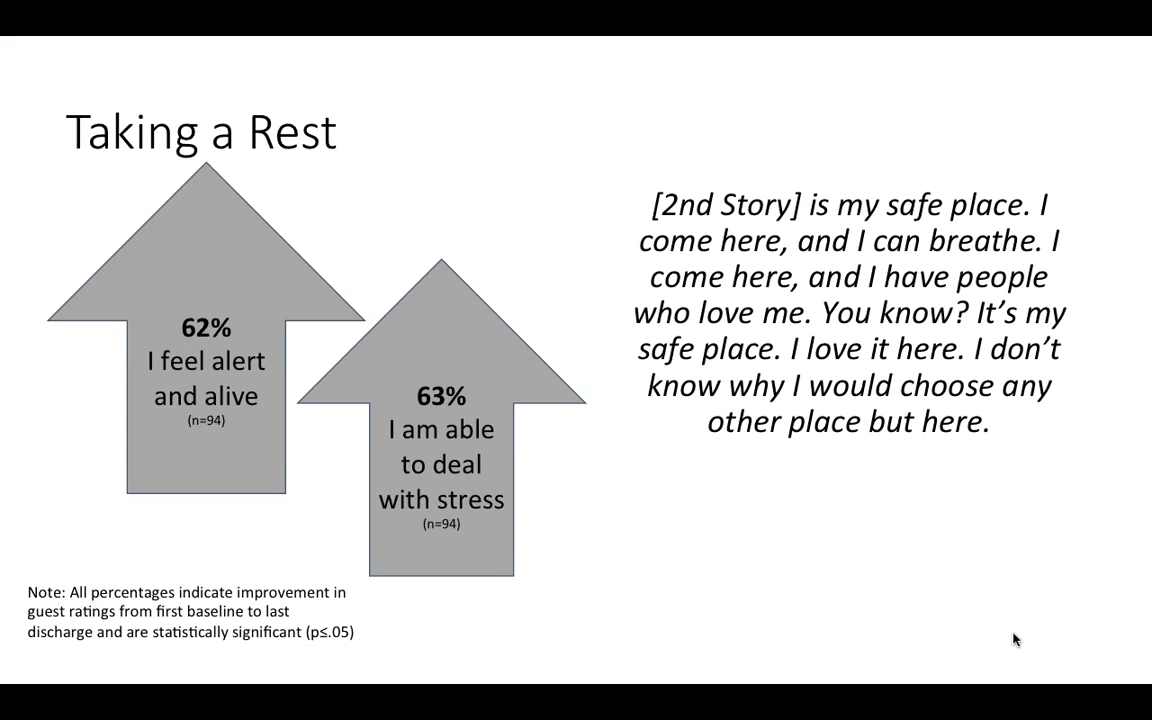 Taking a Rest
62%
I feel alert
and alive
(n=94)
63%
I am able
to deal
with stress
(n=94)
[2nd Story] is my safe place. I
come here, and I can breathe. I
come here, and I have people
who love me. You know? It’s my
safe place. I love it here. I don’t
know why I would choose any
other place but here.
Note: All percentages indicate improvement in
guest ratings from first baseline to last
discharge and are statistically significant (p≤.05)